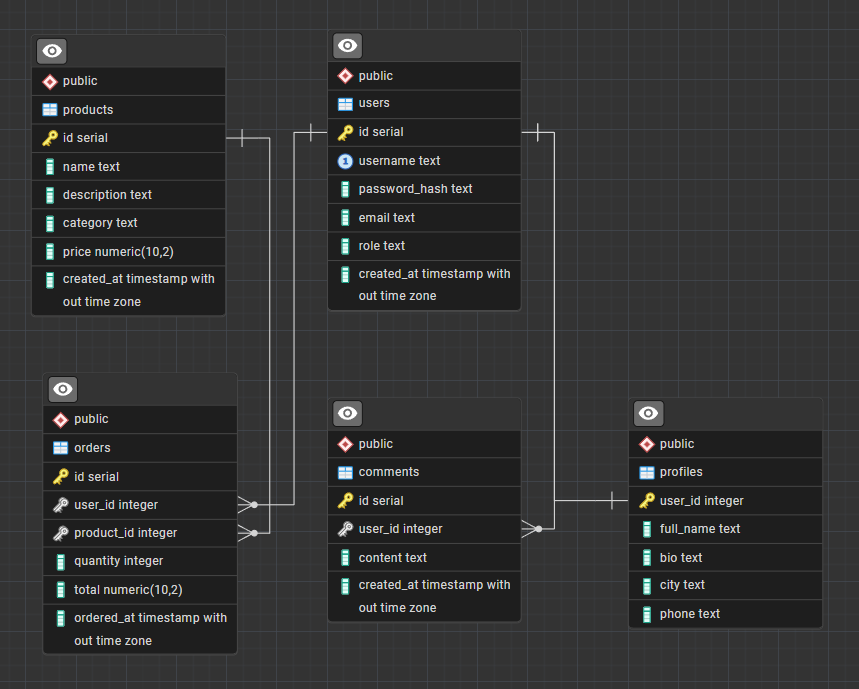 public
products
id serial
name text
description text
category text
price numeric(10,2)
created_at timestamp with
out time zone
public
users
id serial
1
username text
password_hash text
email text
role text
created_at timestamp with
out time zone
public
orders
id serial
user_id integer
product_id integer
quantity integer
total numeric(10,2)
ordered_at timestamp with
out time zone
public
comments
id serial
user_id integer
content text
created_at timestamp with
out time zone
public
profiles
user_id integer
full_name text
bio text
city text
phone text